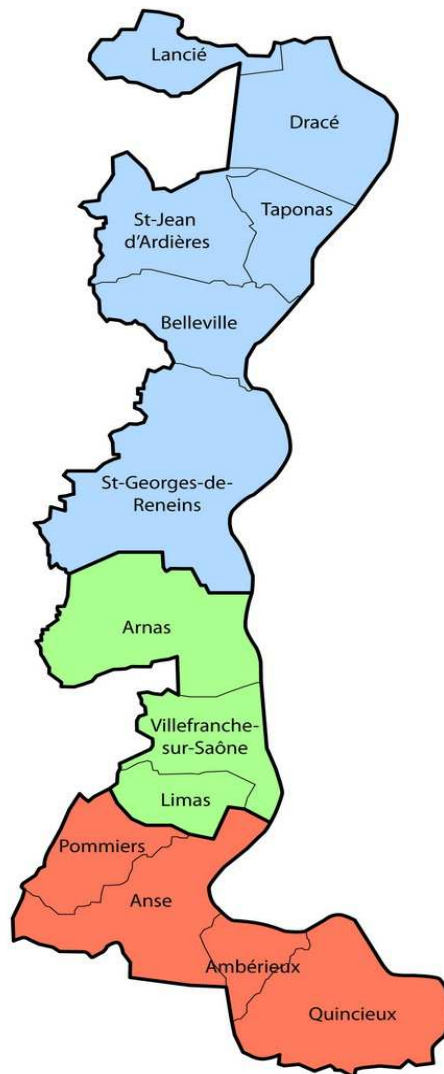 Lancié
Dracé
Taponas
St-Jean
d'Ardières
Belleville
St-Georges-de-
Reneins
Arnas
Villefranche-
sur-Saône
Limas
Pommiers
Anse
Ambérieux
Quincieux